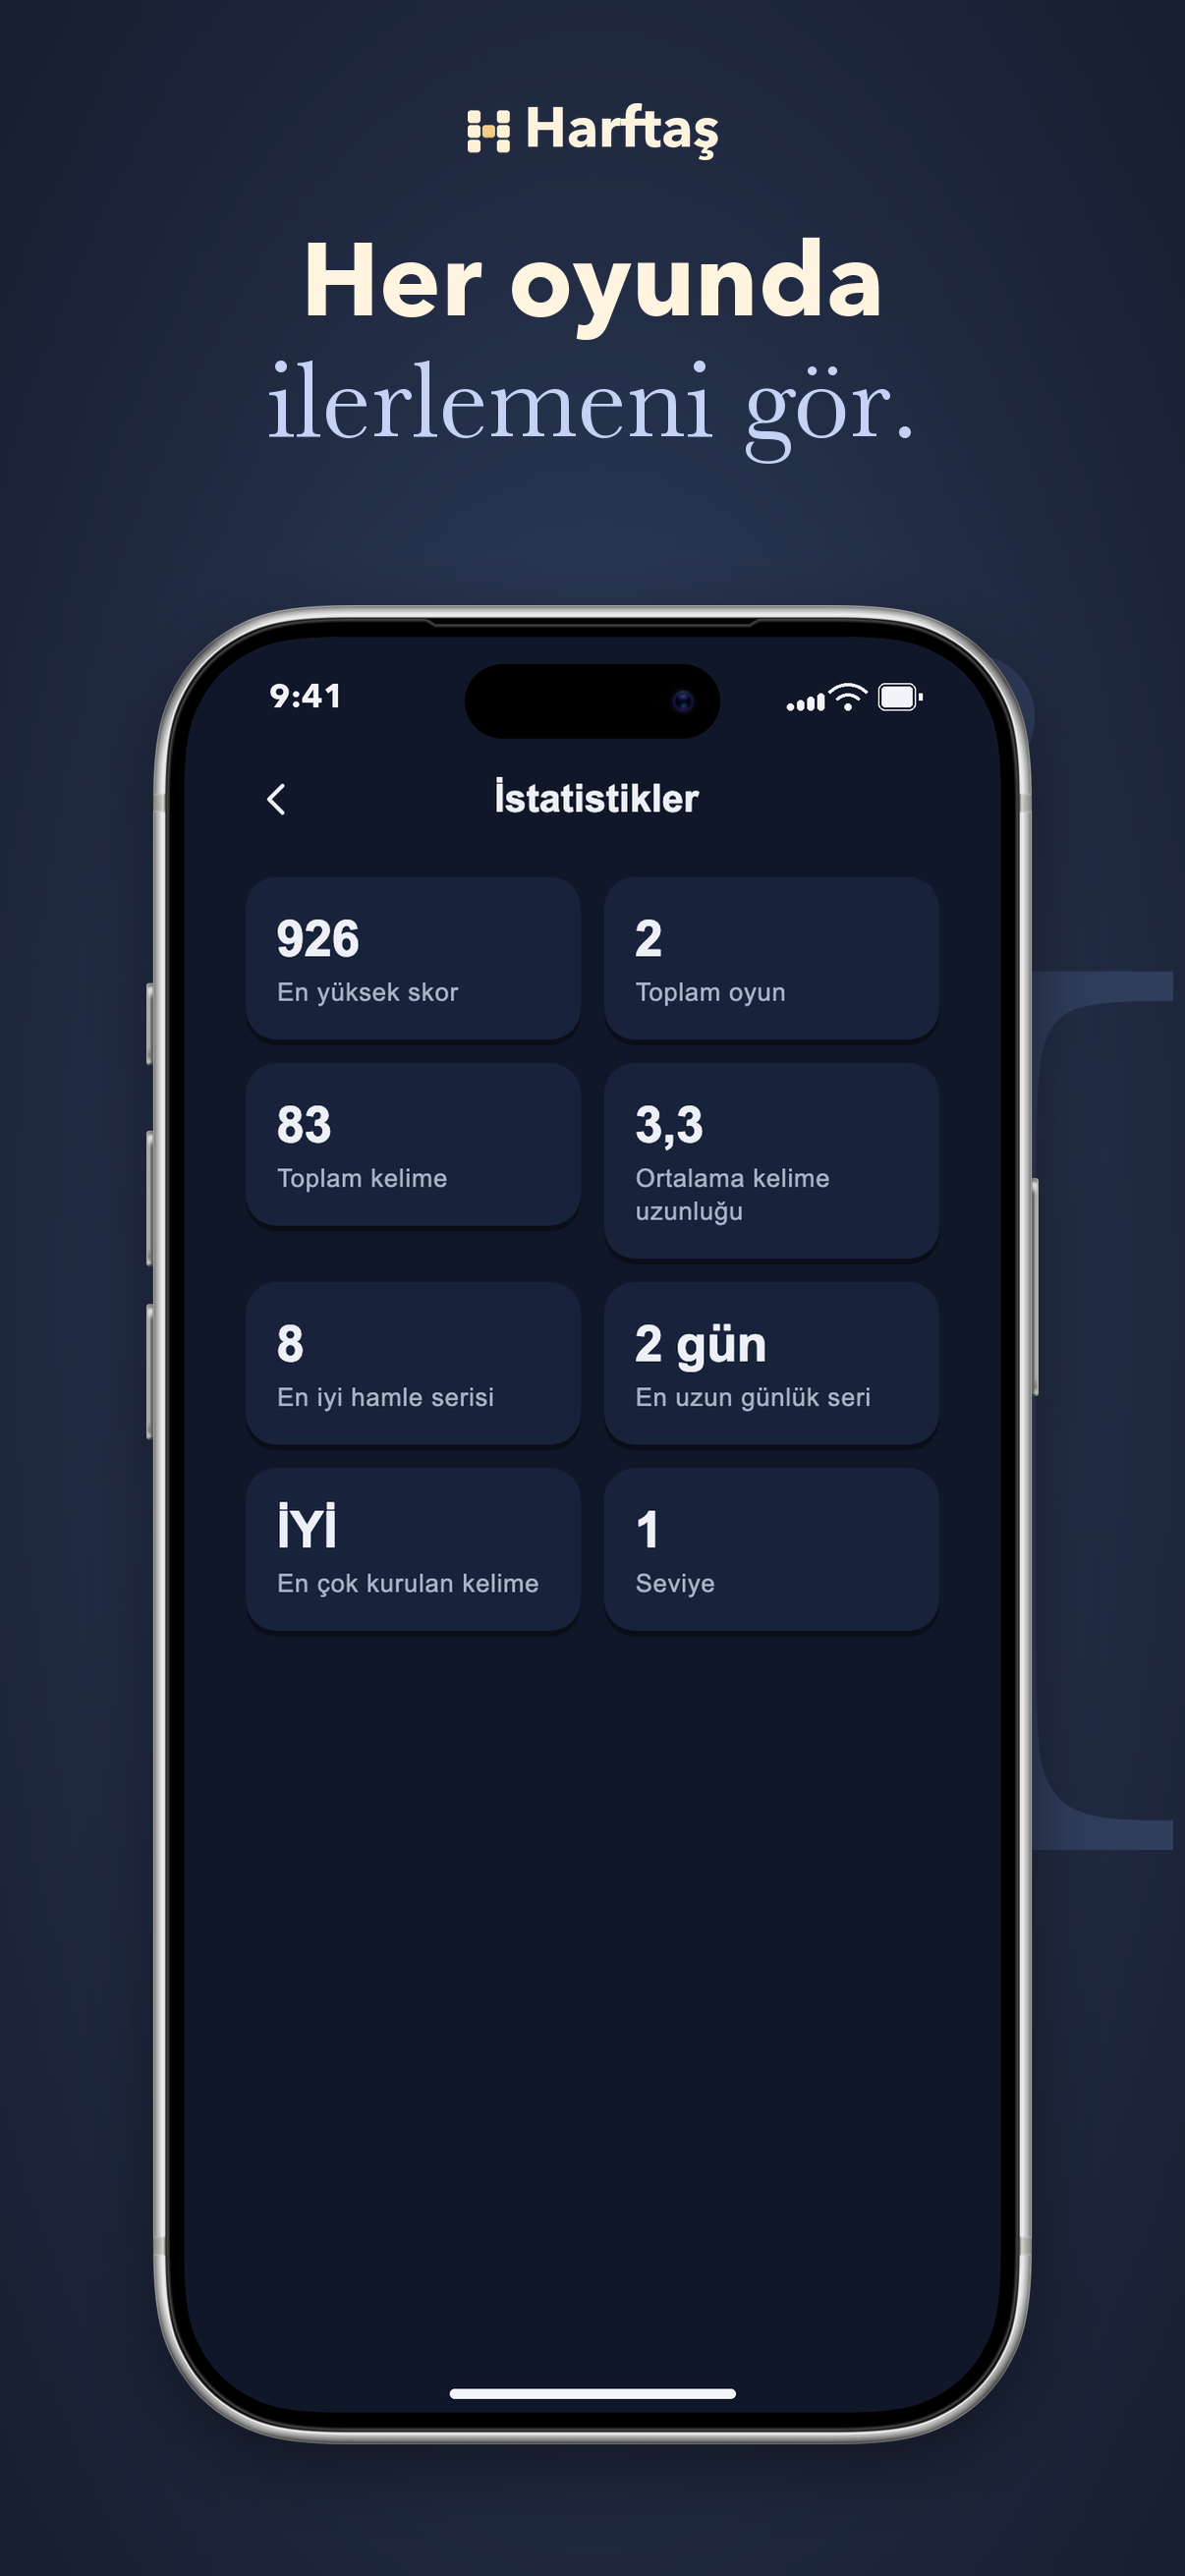 Harftaş
Her oyunda
ilerlemeni gör.
9:41
İstatistikler
926
En yüksek skor
2
Toplam oyun
83
Toplam kelime
3,3
Ortalama kelime
uzunluğu
8
En iyi hamle serisi
2 gün
En uzun günlük seri
İYİ
En çok kurulan kelime
1
Seviye